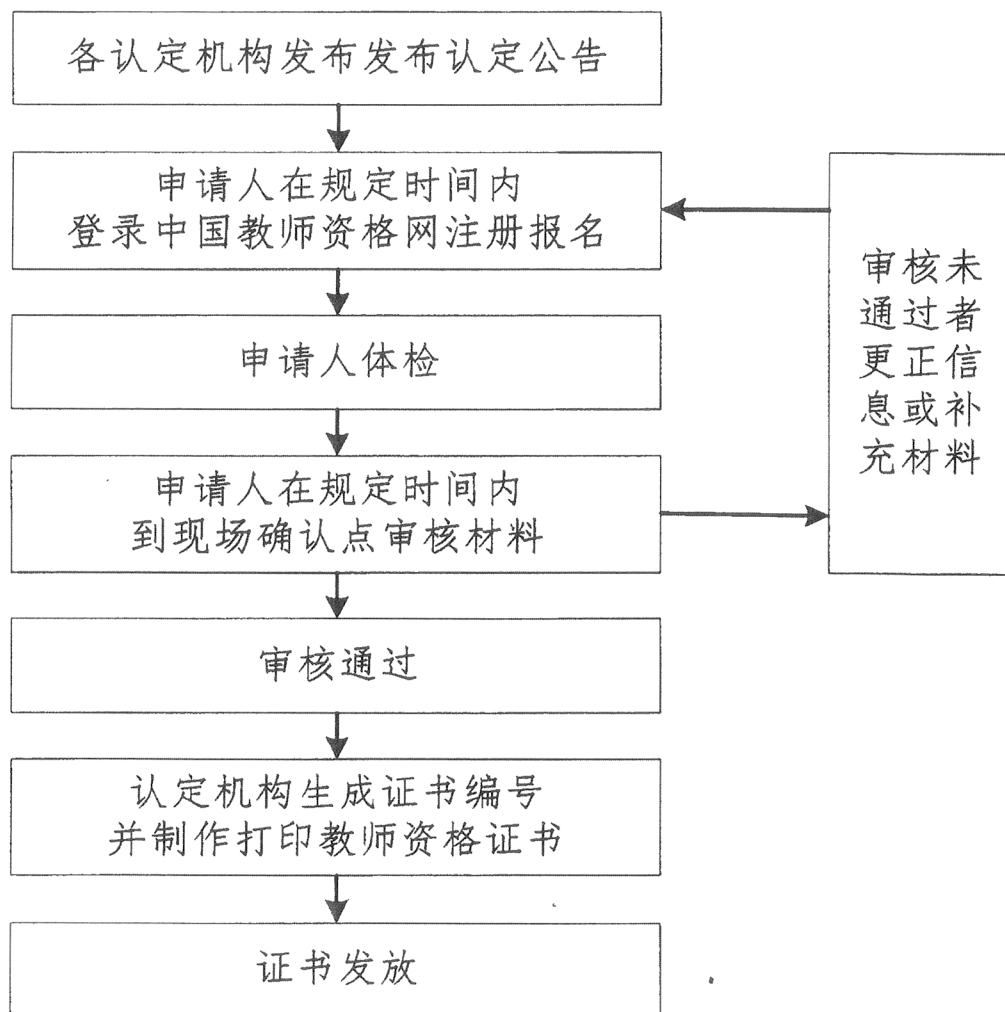 各认定机构发布发布认定公告
申请人在规定时间内
登录中国教师资格网注册报名
申请人体检
申请人在规定时间内
到现场确认点审核材料
审核通过
认定机构生成证书编号
并制作打印教师资格证书
证书发放
审核未
通过者
更正信
息或补
充材料